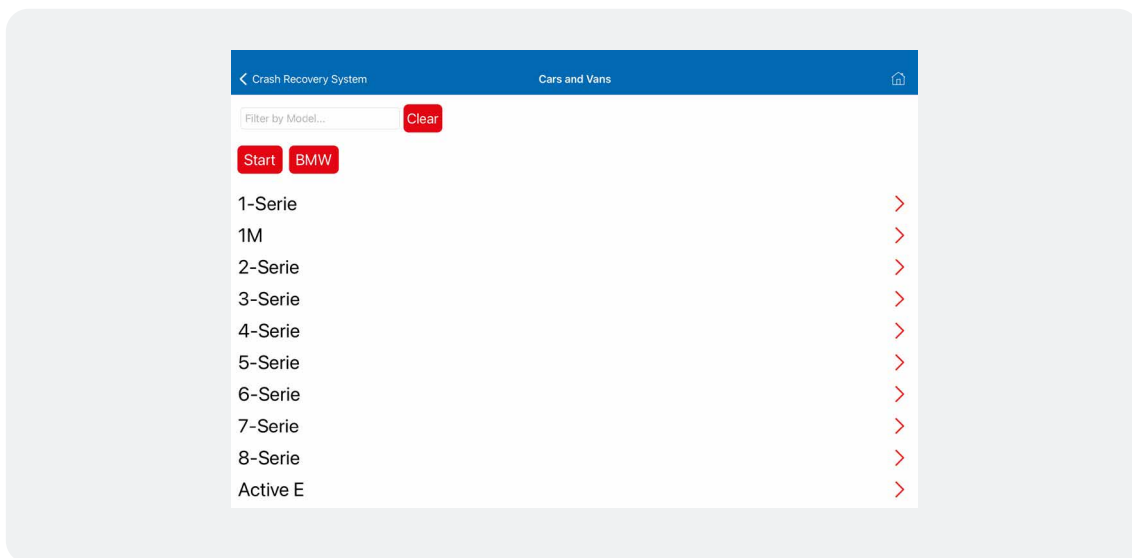 Crash Recovery System Cars and Vans
Filter by Model... Clear
Start BMW
1-Serie
1M
2-Serie
3-Serie
4-Serie
5-Serie
6-Serie
7-Serie
8-Serie
Active E